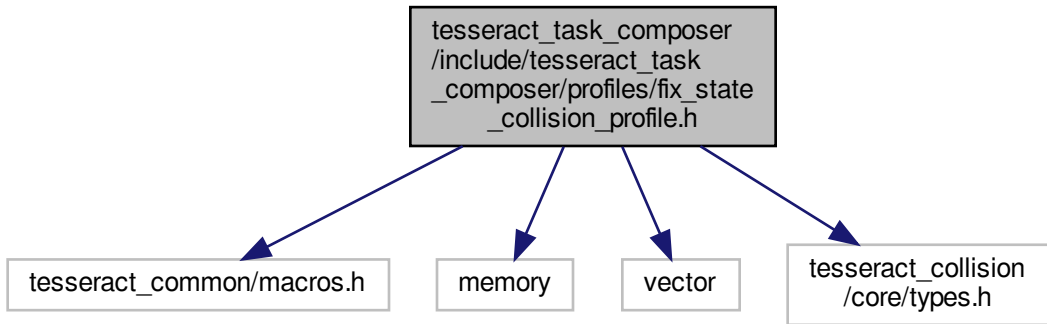 tesseract_task_composer
/include/tesseract_task
_composer/profiles/fix_state
_collision_profile.h
tesseract_common/macros.h
memory
vector
tesseract_collision
/core/types.h